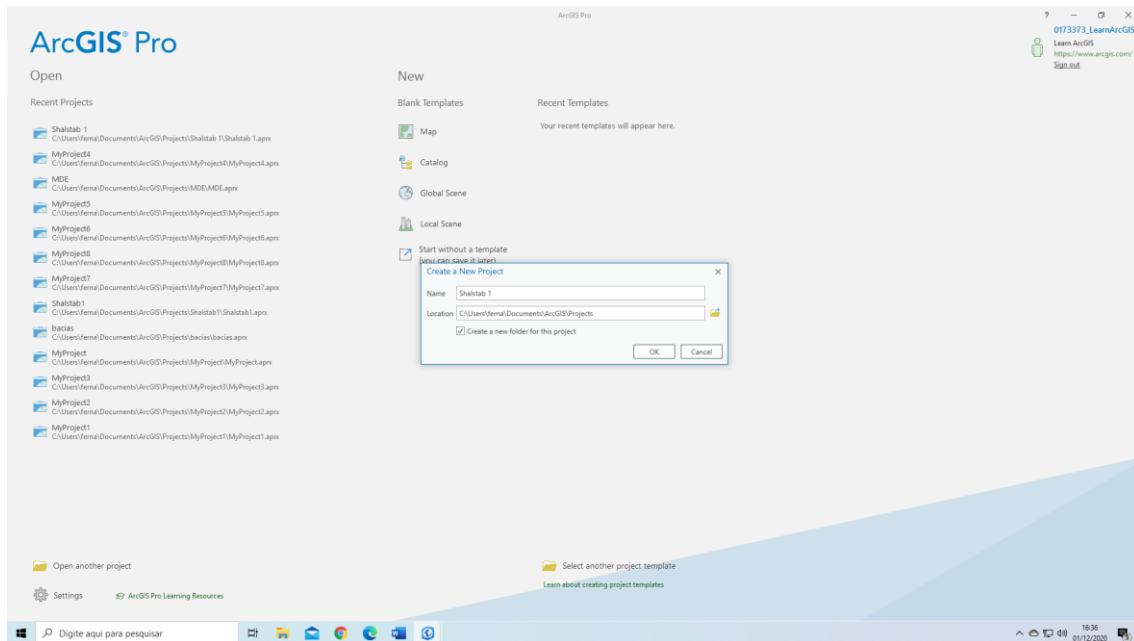 ArcGIS Pro
?
0173373_LearnArcGIS
Learn ArcGIS
https://www.arcgis.com/
Sign out
ArcGIS® Pro
Open
Recent Projects
Shalstab 1
C:\Users\ferna\Documents\ArcGIS\Projects\Shalstab 1\Shalstab 1.aprx
MyProject4
C:\Users\ferna\Documents\ArcGIS\Projects\MyProject4\MyProject4.aprx
MDE
C:\Users\ferna\Documents\ArcGIS\Projects\MDE\MDE.aprx
MyProject5
C:\Users\ferna\Documents\ArcGIS\Projects\MyProject5\MyProject5.aprx
MyProject6
C:\Users\ferna\Documents\ArcGIS\Projects\MyProject6\MyProject6.aprx
MyProject8
C:\Users\ferna\Documents\ArcGIS\Projects\MyProject8\MyProject8.aprx
MyProject7
C:\Users\ferna\Documents\ArcGIS\Projects\MyProject7\MyProject7.aprx
Shalstab1
C:\Users\ferna\Documents\ArcGIS\Projects\Shalstab1\Shalstab1.aprx
bacias
C:\Users\ferna\Documents\ArcGIS\Projects\bacias\bacias.aprx
MyProject
C:\Users\ferna\Documents\ArcGIS\Projects\MyProject\MyProject.aprx
MyProject3
C:\Users\ferna\Documents\ArcGIS\Projects\MyProject3\MyProject3.aprx
MyProject2
C:\Users\ferna\Documents\ArcGIS\Projects\MyProject2\MyProject2.aprx
MyProject1
C:\Users\ferna\Documents\ArcGIS\Projects\MyProject1\MyProject1.aprx
New
Blank Templates
Map
Catalog
Global Scene
Local Scene
Start without a template
(you can save it later)
Recent Templates
Your recent templates will appear here.
Create a New Project
Name Shalstab 1
Location C:\Users\ferna\Documents\ArcGIS\Projects
Create a new folder for this project
OK Cancel
Open another project
Settings
ArcGIS Pro Learning Resources
Select another project template
Learn about creating project templates
Digite aqui para pesquisar
16:36
01/12/2020